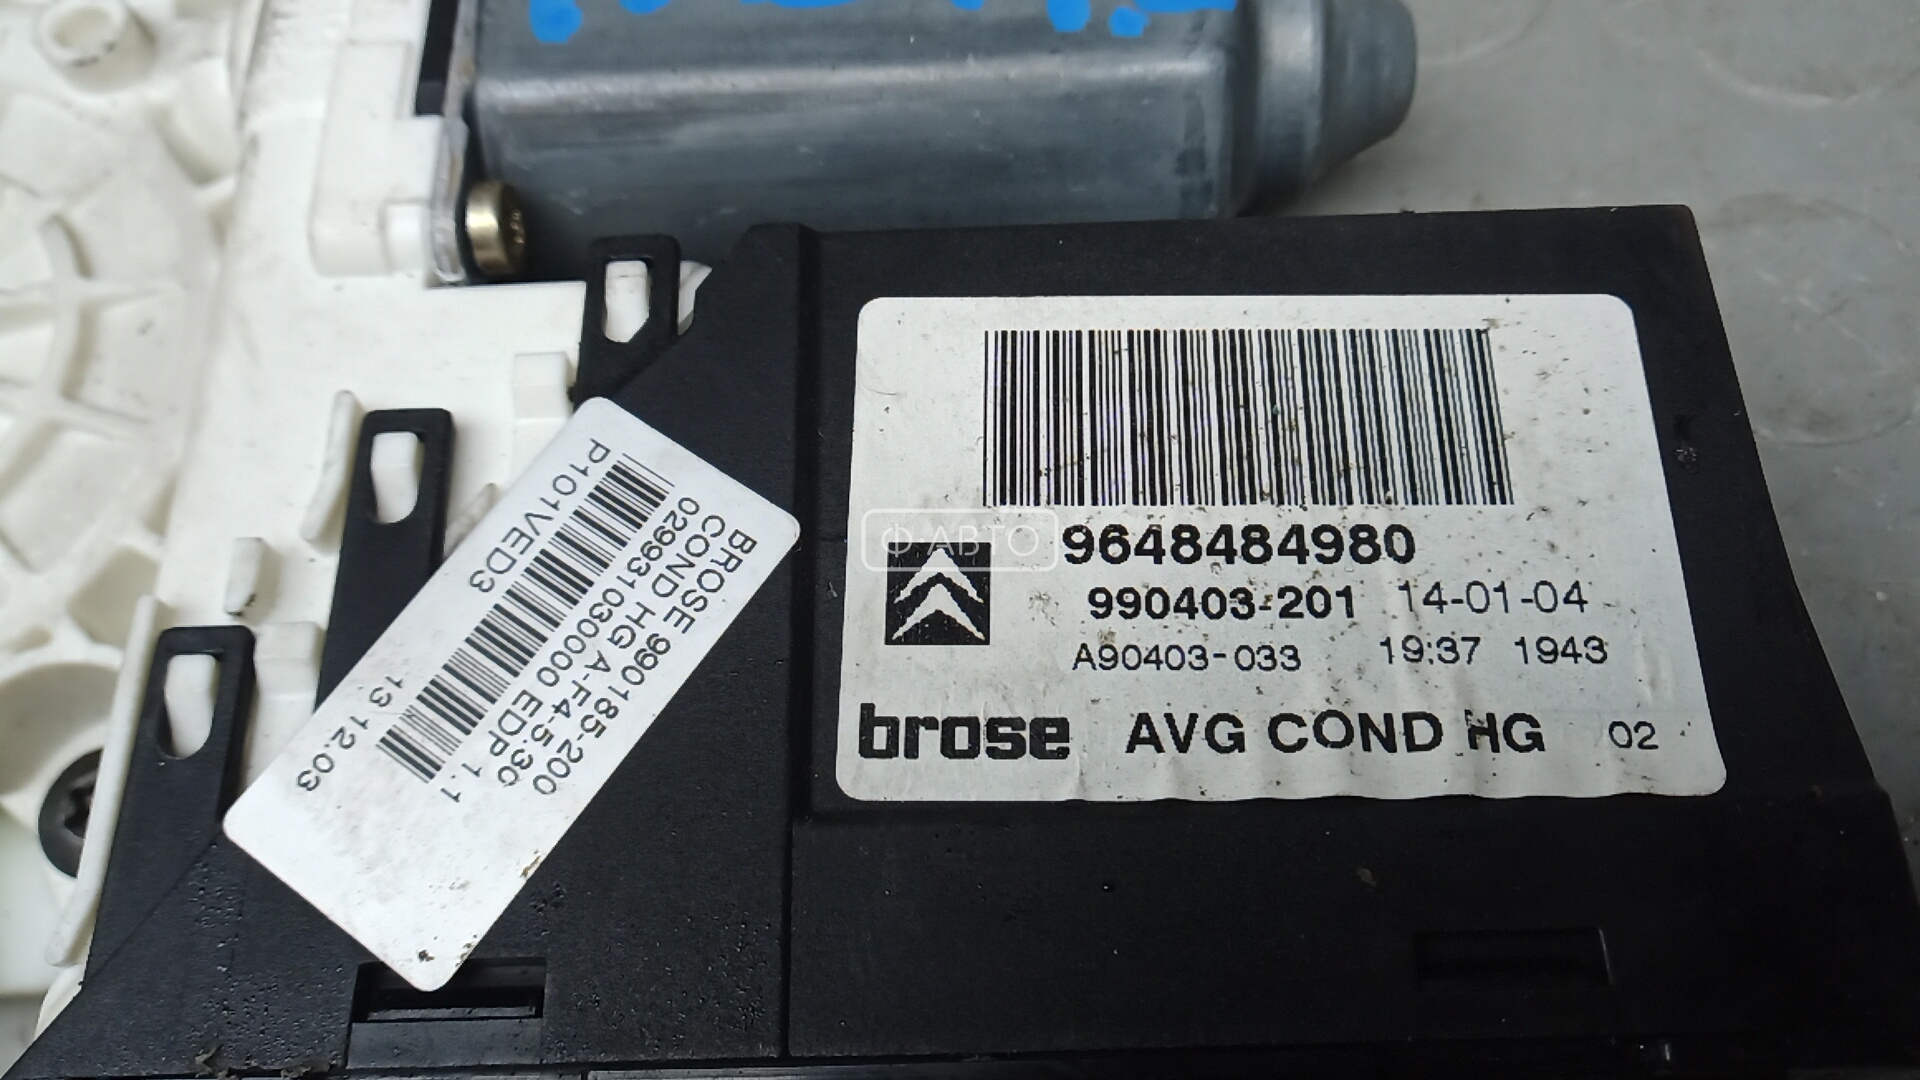 BROSE 990185-200
COND HG A-F4-5.30
0299310300000 EDP 1.1
P101VED3 13.12.03
Ф АВТО
9648484980
990403-201 14-01-04
A90403-033 19:37 1943
brose AVG COND HG 02